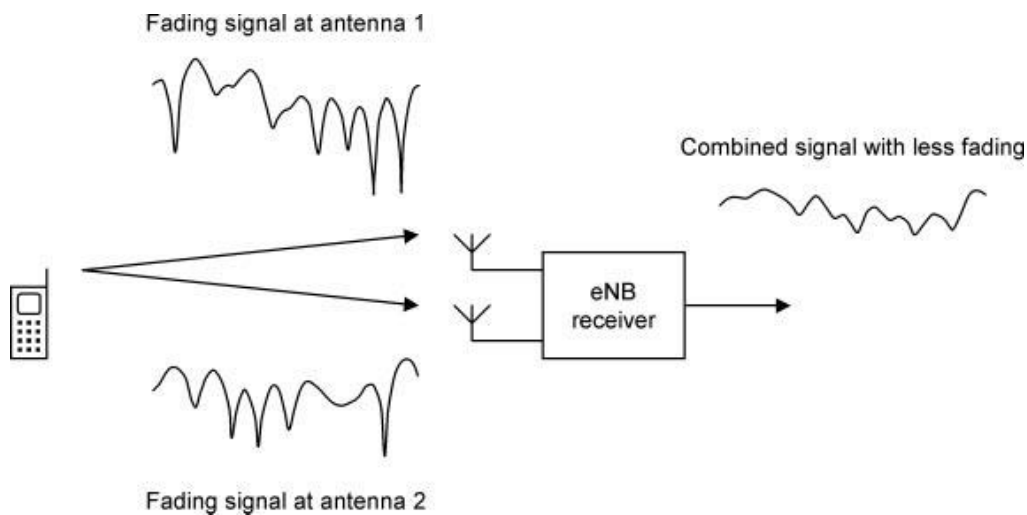 Fading signal at antenna 1
Combined signal with less fading
eNB
receiver
Fading signal at antenna 2